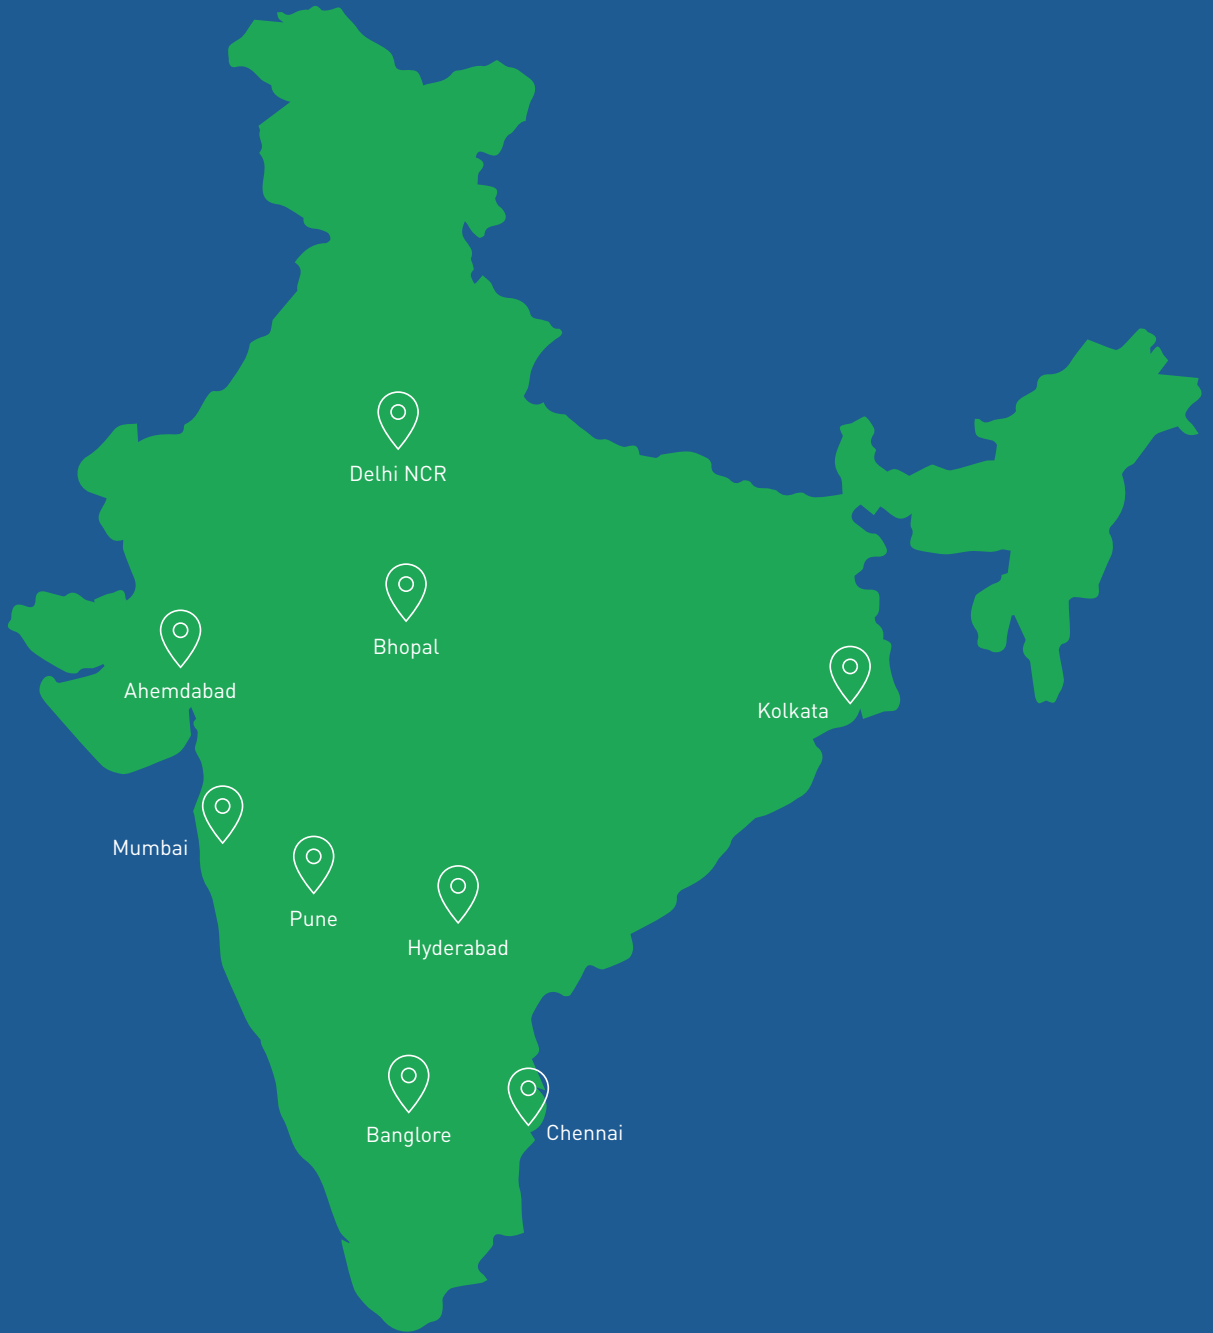 Delhi NCR
Bhopal
Ahemdabad
Kolkata
Mumbai
Pune
Hyderabad
Banglore
Chennai